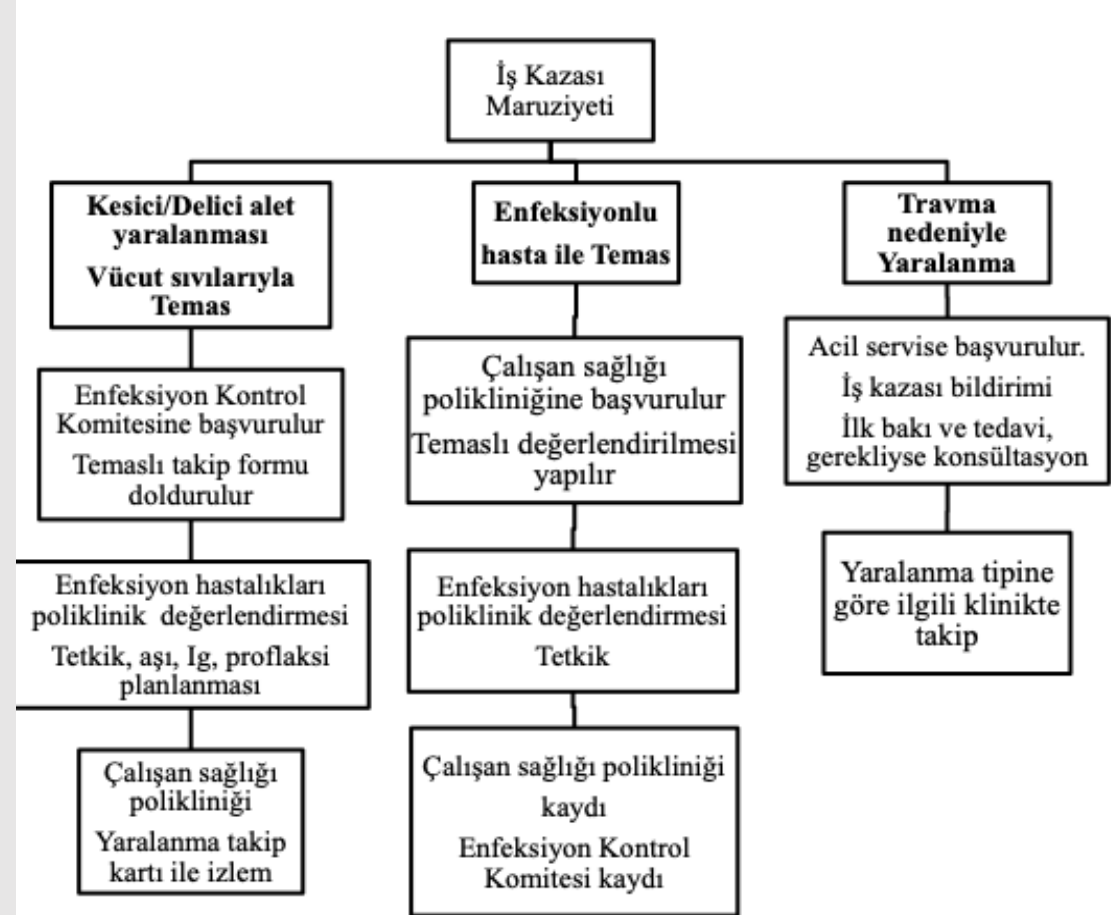 İş Kazası
Maruziyeti
Kesici/Delici alet
yaralanması
Vücut sıvılarıyla
Temas
Enfeksiyon Kontrol
Komitesine başvurulur
Temaslı takip formu
doldurulur
Enfeksiyon hastalıkları
poliklinik değerlendirmesi
Tetkik, aşı, Ig, proflaksi
planlanması
Çalışan sağlığı
polikliniği
Yaralanma takip
kartı ile izlem
Enfeksiyonlu
hasta ile Temas
Çalışan sağlığı
polikliniğine başvurulur
Temaslı değerlendirilmesi
yapılır
Enfeksiyon hastalıkları
poliklinik değerlendirmesi
Tetkik
Çalışan sağlığı polikliniği
kaydı
Enfeksiyon Kontrol
Komitesi kaydı
Travma
nedeniyle
Yaralanma
Acil servise başvurulur.
İş kazası bildirimi
İlk bakı ve tedavi,
gerekliyse konsültasyon
Yaralanma tipine
göre ilgili klinikte
takip